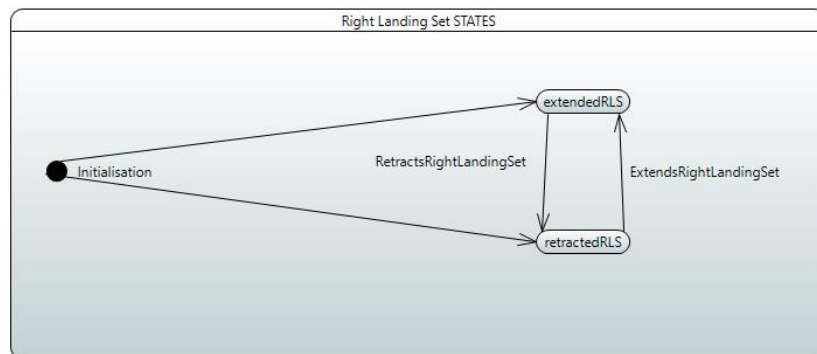 Right Landing Set STATES
extendedRLS
RetractsRightLandingSet
ExtendsRightLandingSet
Initialisation
retractedRLS